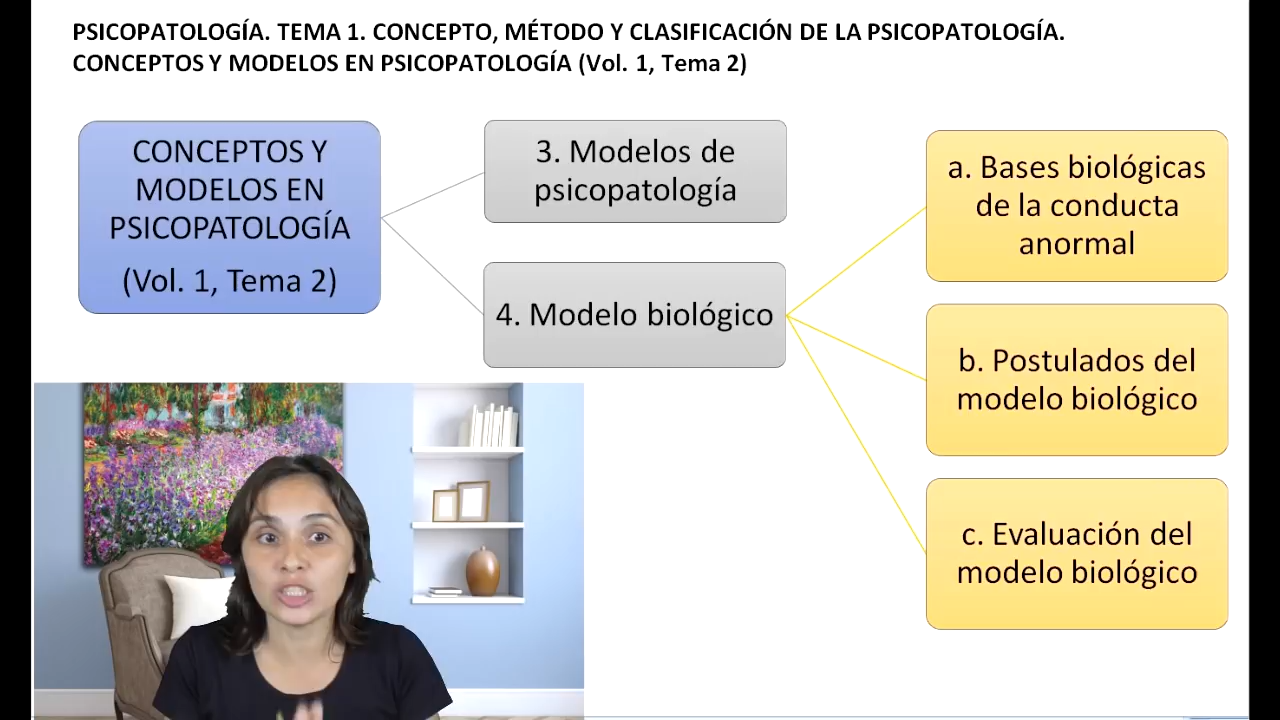 PSICOPATOLOGÍA. TEMA 1. CONCEPTO, MÉTODO Y CLASIFICACIÓN DE LA PSICOPATOLOGÍA.
CONCEPTOS Y MODELOS EN PSICOPATOLOGÍA (Vol. 1, Tema 2)
CONCEPTOS Y
MODELOS EN
PSICOPATOLOGÍA
(Vol. 1, Tema 2)
3. Modelos de
psicopatología
4. Modelo biológico
a. Bases biológicas
de la conducta
anormal
b. Postulados del
modelo biológico
c. Evaluación del
modelo biológico